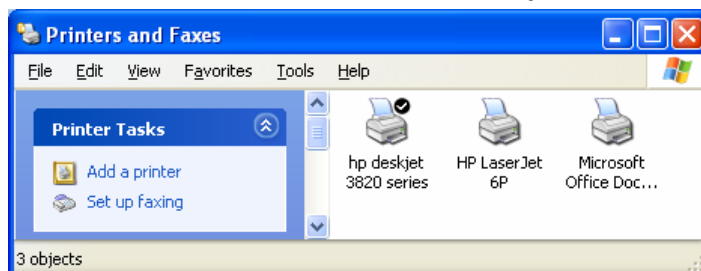 Printers and Faxes
File Edit View Favorites Tools Help
Printer Tasks
Add a printer
Set up faxing
hp deskjet
3820 series
HP LaserJet
6P
Microsoft
Office Doc...
3 objects